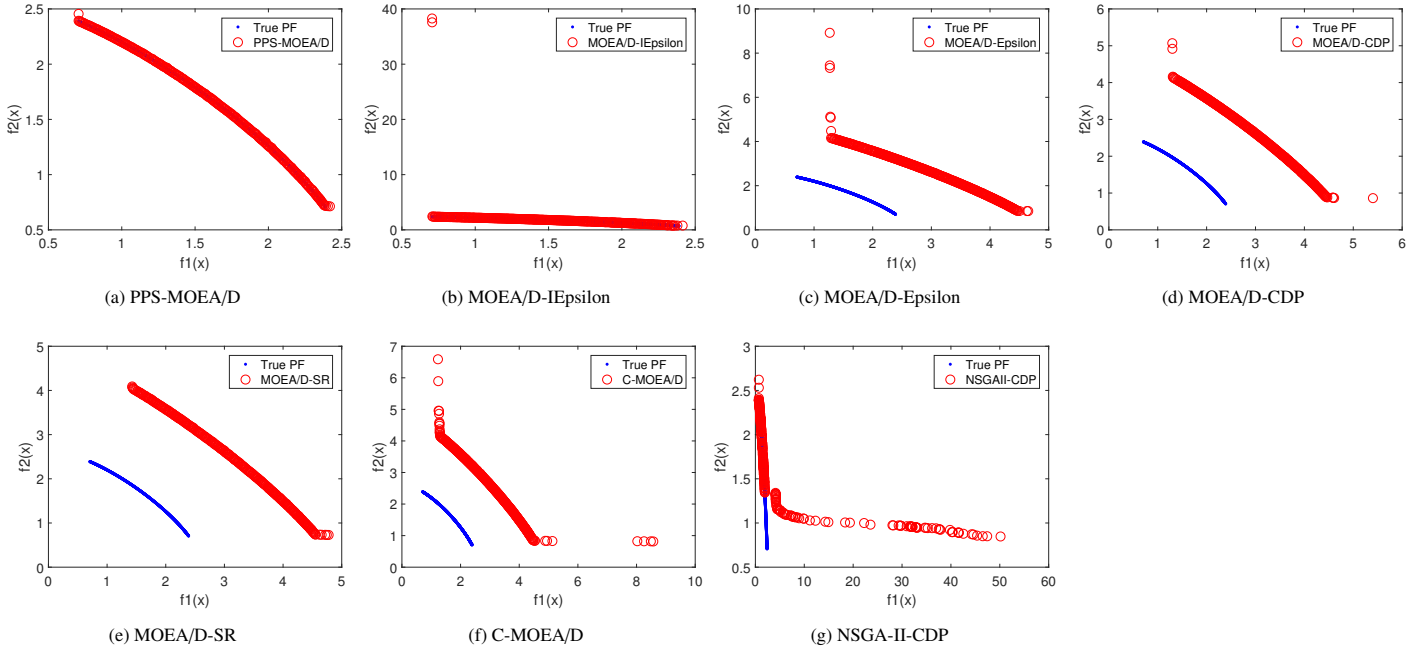 2.5
2
1.5
1
0.5
0.5
1
1.5
2
2.5
f2(x)
f1(x)
True PF
PPS-MOEA/D
(a) PPS-MOEA/D
40
30
20
10
0
0.5
1
1.5
2
2.5
f2(x)
f1(x)
True PF
MOEA/D-IEpsilon
(b) MOEA/D-IEpsilon
10
8
6
4
2
0
0
1
2
3
4
5
f2(x)
f1(x)
True PF
MOEA/D-Epsilon
(c) MOEA/D-Epsilon
6
5
4
3
2
1
0
0
1
2
3
4
5
6
f2(x)
f1(x)
True PF
MOEA/D-CDP
(d) MOEA/D-CDP
5
4
3
2
1
0
0
1
2
3
4
5
f2(x)
f1(x)
True PF
MOEA/D-SR
(e) MOEA/D-SR
7
6
5
4
3
2
1
0
0
2
4
6
8
10
f2(x)
f1(x)
True PF
C-MOEA/D
(f) C-MOEA/D
3
2.5
2
1.5
1
0.5
0
10
20
30
40
50
60
f2(x)
f1(x)
True PF
NSGAII-CDP
(g) NSGA-II-CDP